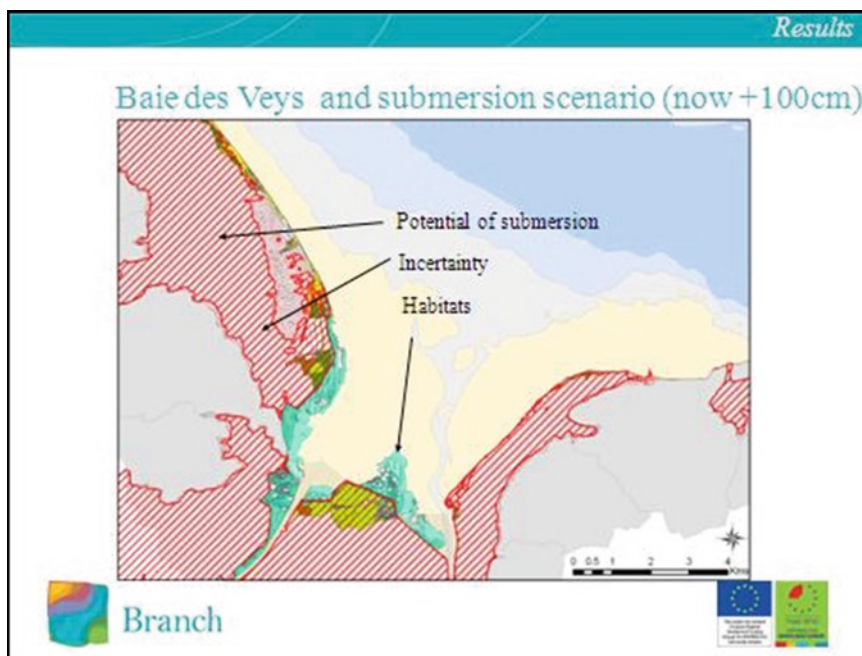 Results
Baie des Veys and submersion scenario (now +100cm)
Potential of submersion
Incertainty
Habitats
0 0.5 1 2 3 4
Kms
Branch